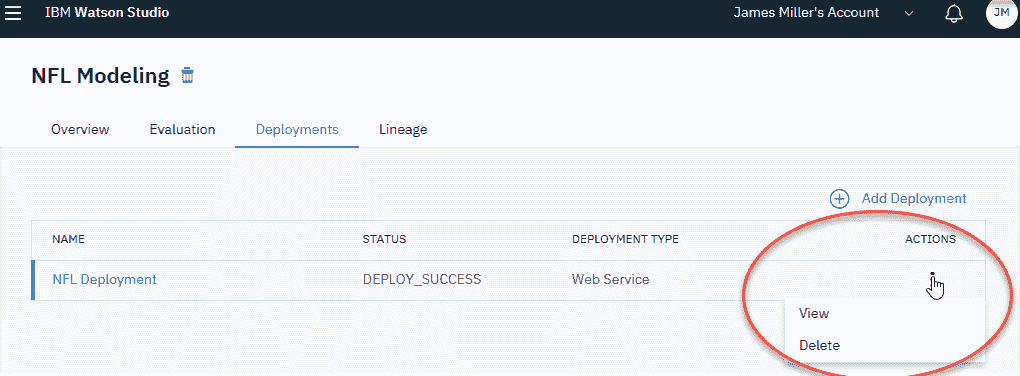 IBM Watson Studio James Miller's Account JM
NFL Modeling
Overview Evaluation Deployments Lineage
Add Deployment
NAME STATUS DEPLOYMENT TYPE ACTIONS
NFL Deployment DEPLOY_SUCCESS Web Service
View
Delete